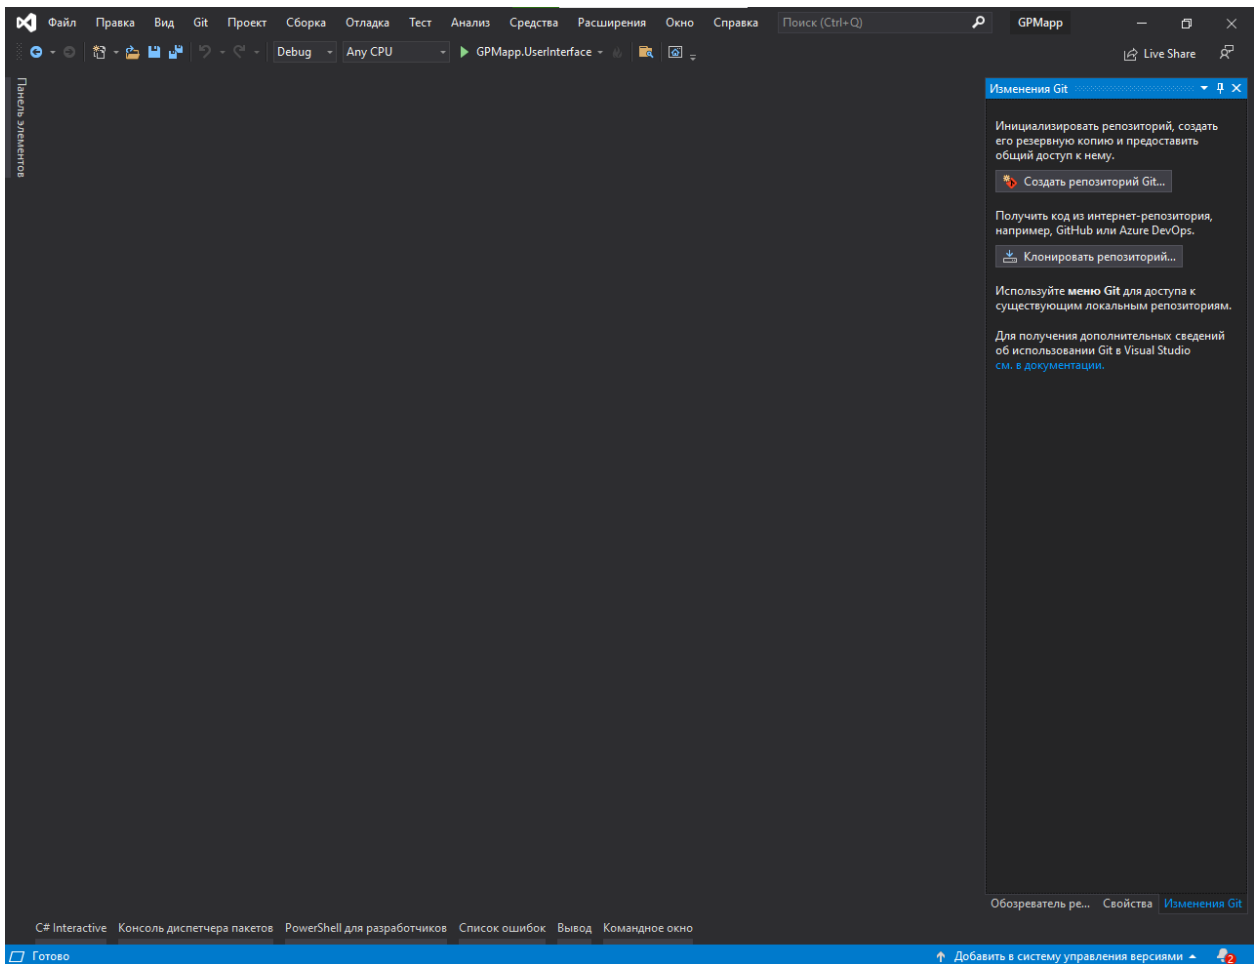 Файл Правка Вид Git Проект Сборка Отладка Тест Анализ Средства Расширения Окно Справка Поиск (Ctrl+Q) GPMapp
Debug Any CPU GPMapp.UserInterface Live Share
Панель элементов
Изменения Git
Инициализировать репозиторий, создать
его резервную копию и предоставить
общий доступ к нему.
Создать репозиторий Git...
Получить код из интернет-репозитория,
например, GitHub или Azure DevOps.
Клонировать репозиторий...
Используйте меню Git для доступа к
существующим локальным репозиториям.
Для получения дополнительных сведений
об использовании Git в Visual Studio
см. в документации.
Обозреватель ре... Свойства Изменения Git
C# Interactive Консоль диспетчера пакетов PowerShell для разработчиков Список ошибок Вывод Командное окно
Готово Добавить в систему управления версиями 2